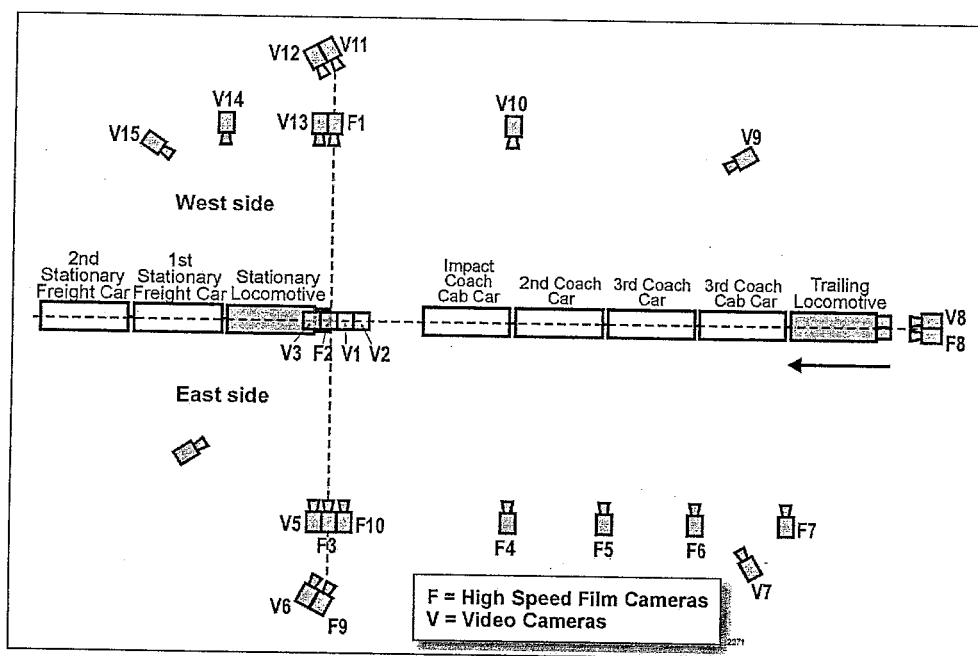 V12 V11
V14
V13 F1
V10
V15
V9
West side
2nd
Stationary
Freight Car
1st
Stationary
Freight Car
Stationary
Locomotive
Impact
Coach
Cab Car
2nd Coach
Car
3rd Coach
Car
3rd Coach
Cab Car
Trailing
Locomotive
V8
F8
V3 F2 V1 V2
East side
V5 F10
F3
F4
F5
F6
F7
V7
V6
F9
F = High Speed Film Cameras
V = Video Cameras